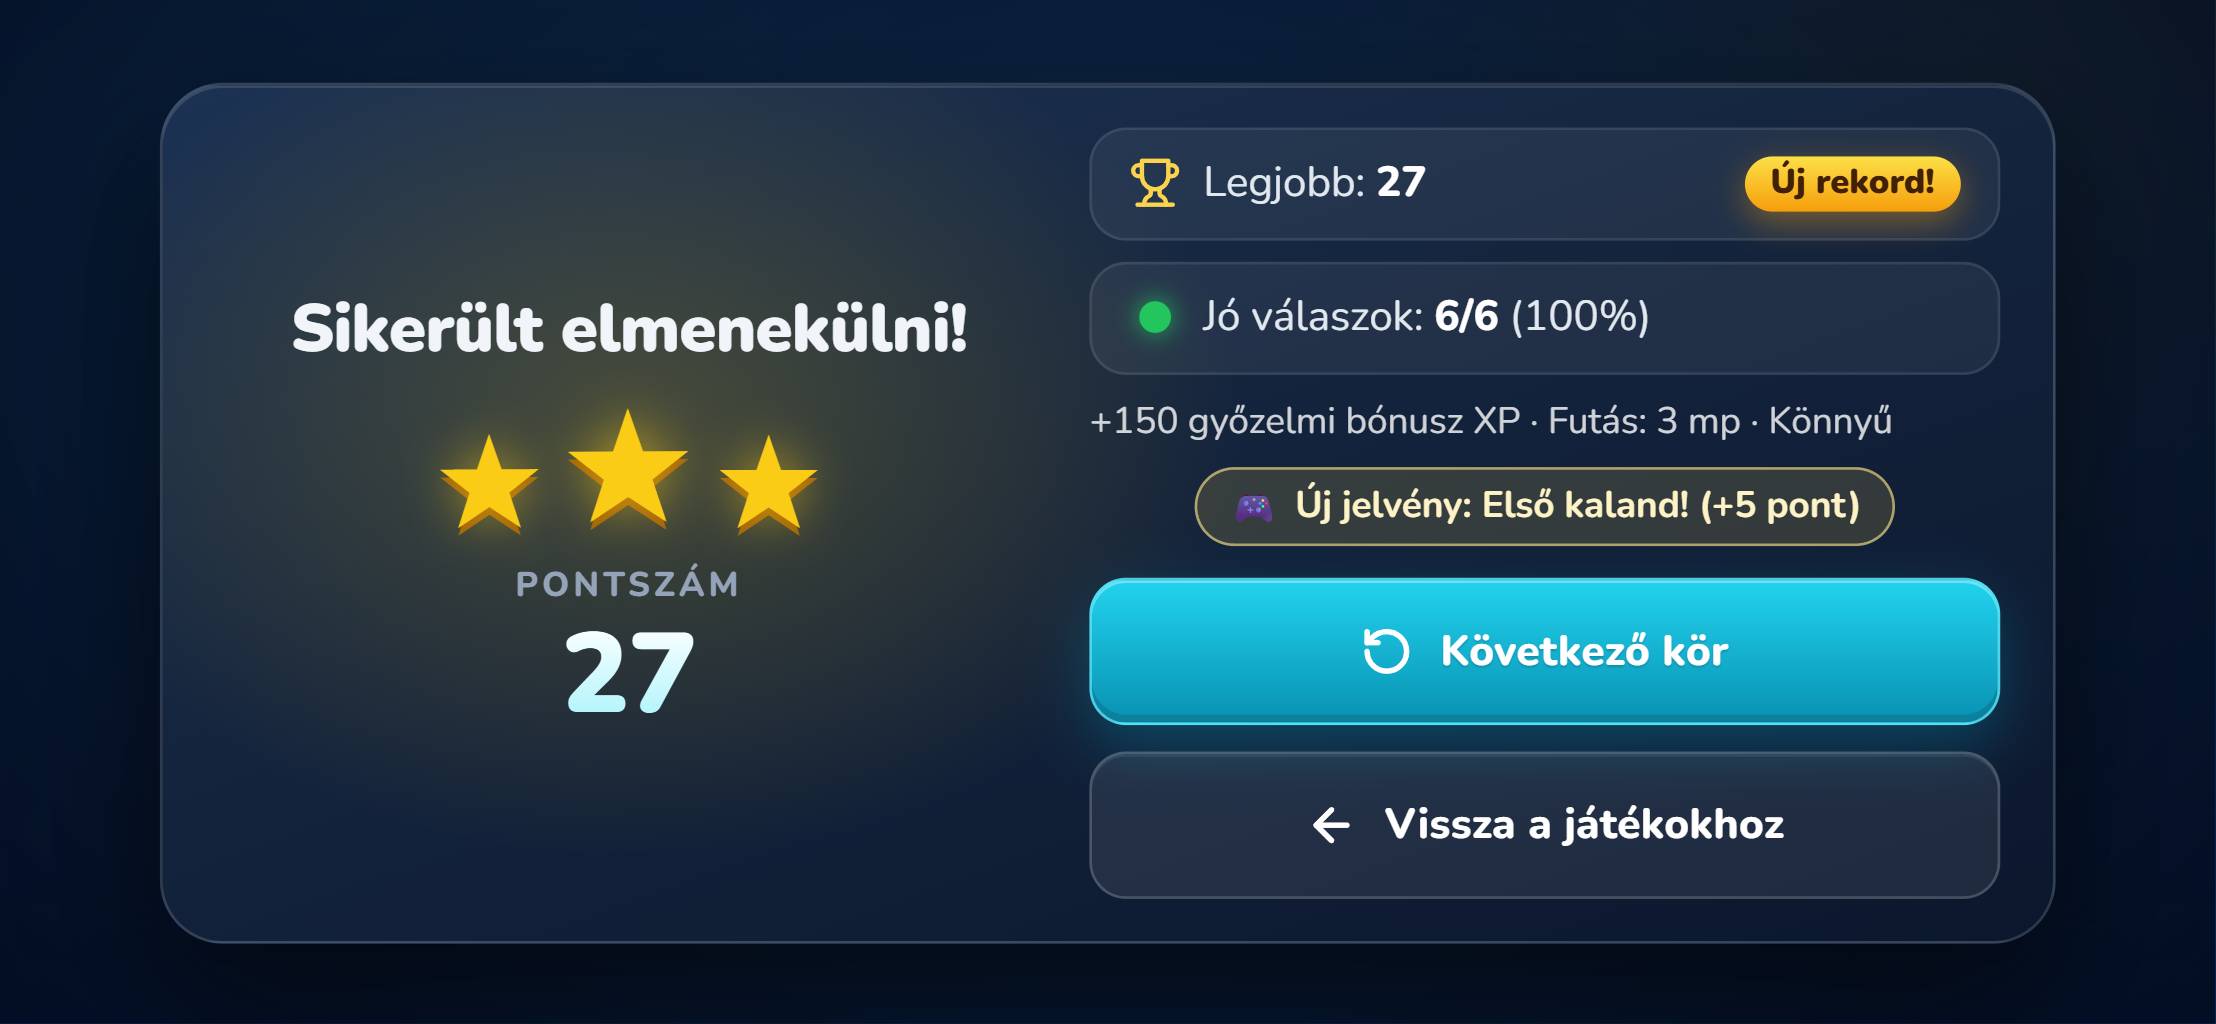 Sikerült elmenekülni!
PONTSZÁM
27
Legjobb: 27
Új rekord!
Jó válaszok: 6/6 (100%)
+150 győzelmi bónusz XP · Futás: 3 mp · Könnyű
Új jelvény: Első kaland! (+5 pont)
Következő kör
Vissza a játékokhoz